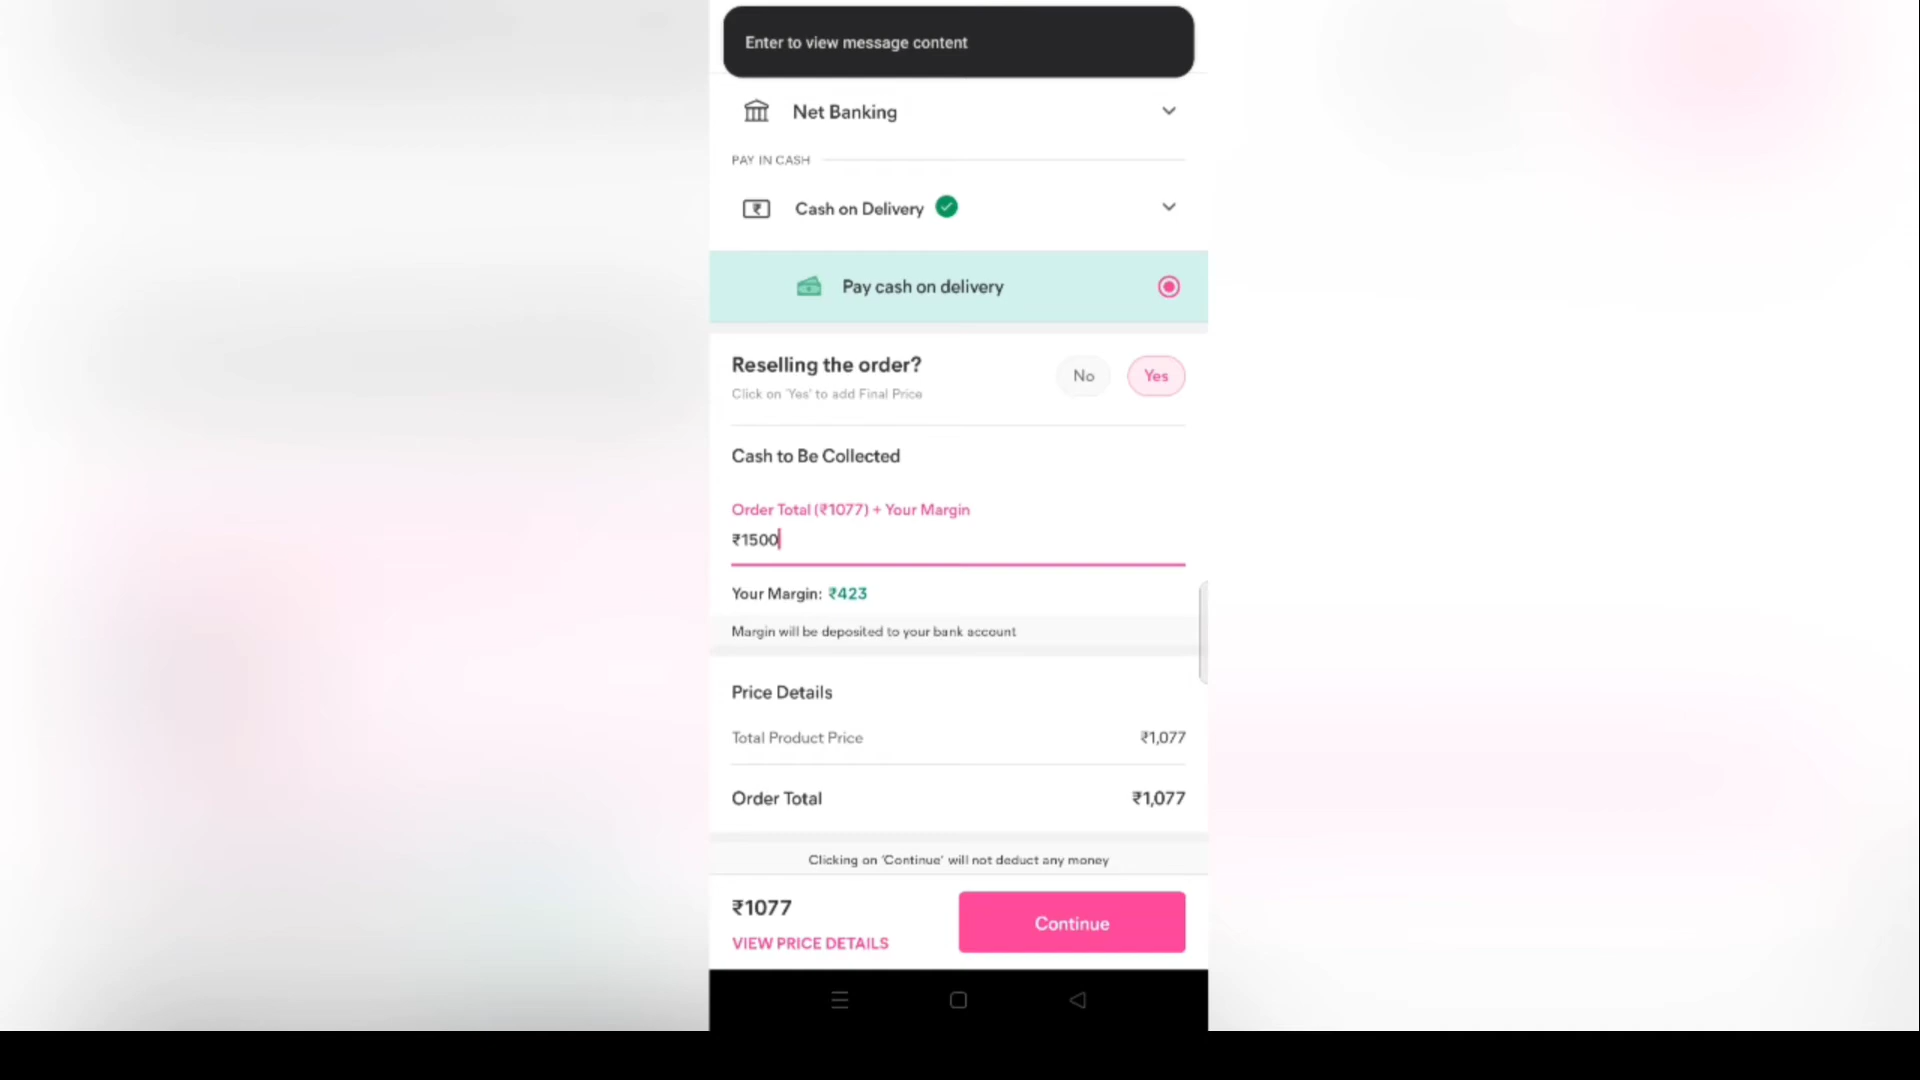 Enter to view message content
Net Banking
PAY IN CASH
Cash on Delivery
Pay cash on delivery
Reselling the order?
No
Yes
Click on 'Yes' to add Final Price
Cash to Be Collected
Order Total (₹1077) + Your Margin
₹1500
Your Margin: ₹423
Margin will be deposited to your bank account
Price Details
Total Product Price ₹1,077
Order Total ₹1,077
Clicking on 'Continue' will not deduct any money
₹1077
VIEW PRICE DETAILS
Continue